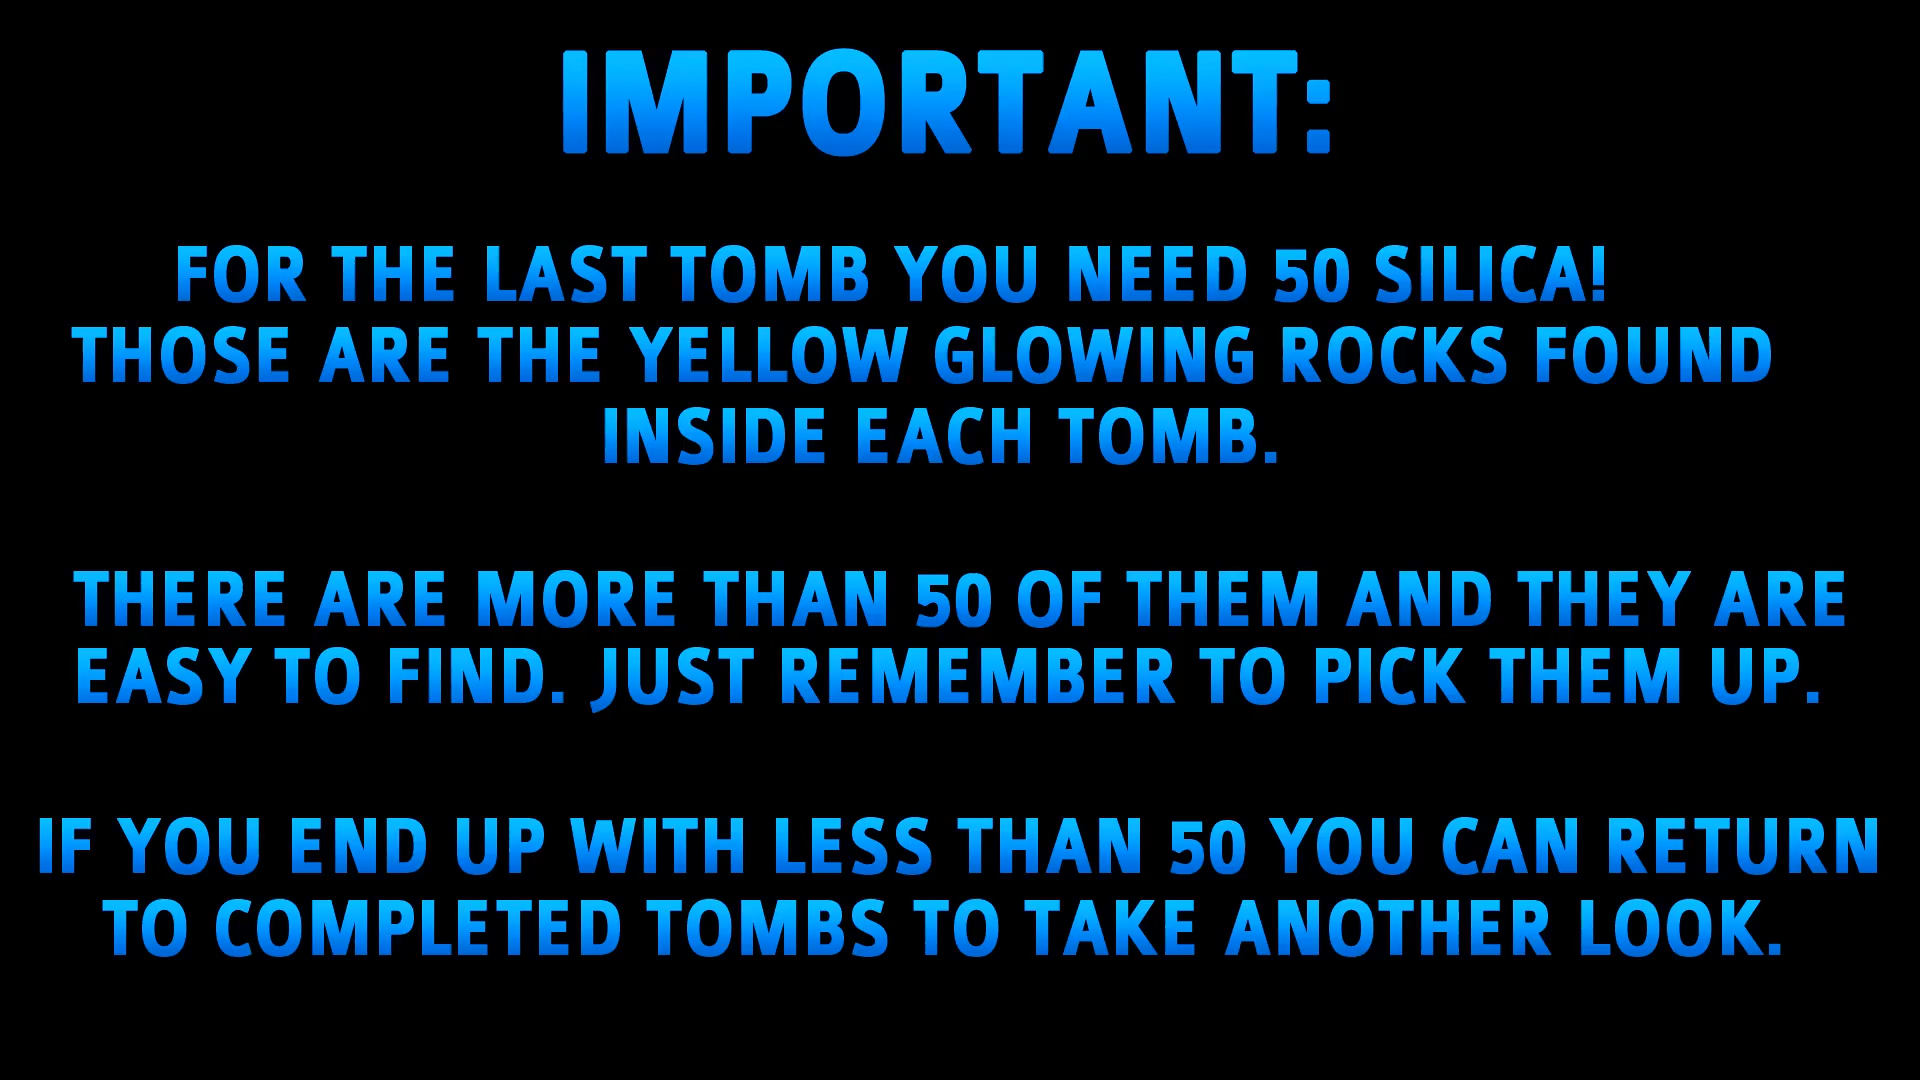 IMPORTANT:
FOR THE LAST TOMB YOU NEED 50 SILICA!
THOSE ARE THE YELLOW GLOWING ROCKS FOUND
INSIDE EACH TOMB.
THERE ARE MORE THAN 50 OF THEM AND THEY ARE
EASY TO FIND. JUST REMEMBER TO PICK THEM UP.
IF YOU END UP WITH LESS THAN 50 YOU CAN RETURN
TO COMPLETED TOMBS TO TAKE ANOTHER LOOK.